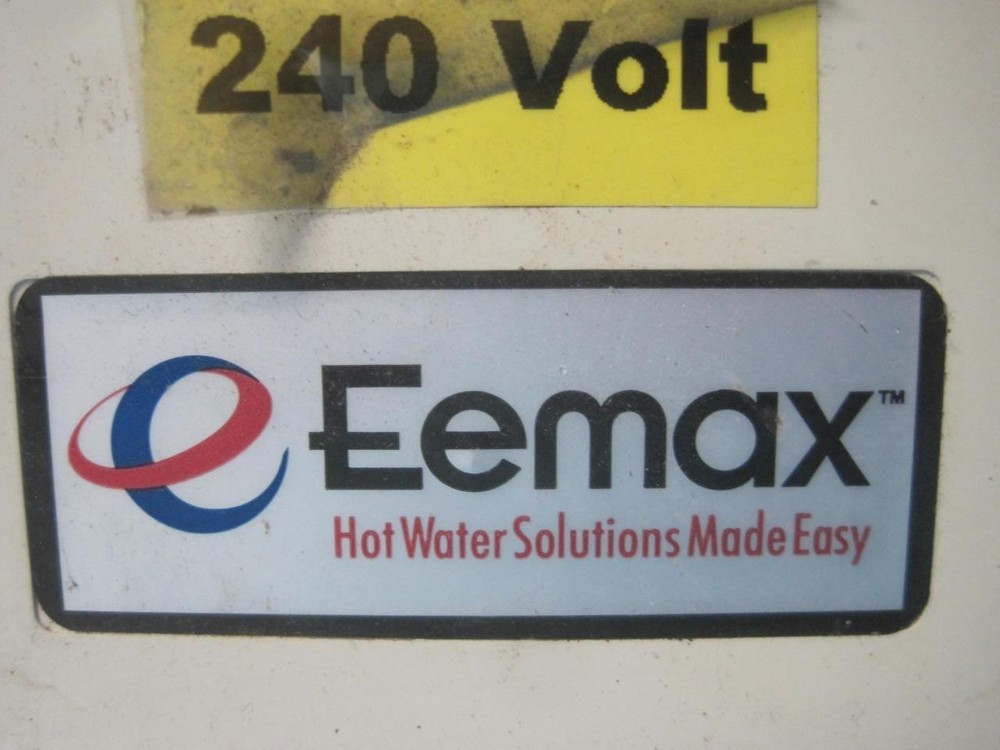 240 Volt
Eemax™
Hot Water Solutions Made Easy